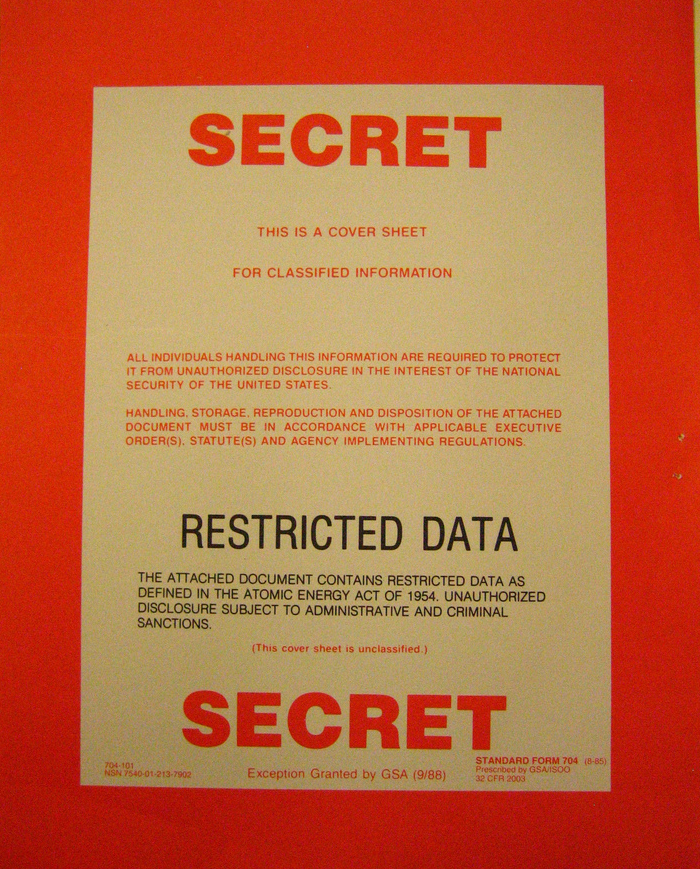 SECRET
THIS IS A COVER SHEET
FOR CLASSIFIED INFORMATION
ALL INDIVIDUALS HANDLING THIS INFORMATION ARE REQUIRED TO PROTECT
IT FROM UNAUTHORIZED DISCLOSURE IN THE INTEREST OF THE NATIONAL
SECURITY OF THE UNITED STATES.
HANDLING, STORAGE, REPRODUCTION AND DISPOSITION OF THE ATTACHED
DOCUMENT MUST BE IN ACCORDANCE WITH APPLICABLE EXECUTIVE
ORDER(S), STATUTE(S) AND AGENCY IMPLEMENTING REGULATIONS.
RESTRICTED DATA
THE ATTACHED DOCUMENT CONTAINS RESTRICTED DATA AS
DEFINED IN THE ATOMIC ENERGY ACT OF 1954. UNAUTHORIZED
DISCLOSURE SUBJECT TO ADMINISTRATIVE AND CRIMINAL
SANCTIONS.
(This cover sheet is unclassified.)
SECRET
704-101
NSN 7540-01-213-7902
Exception Granted by GSA (9/88)
STANDARD FORM 704 (8-85)
Prescribed by GSA/ISOO
32 CFR 2003